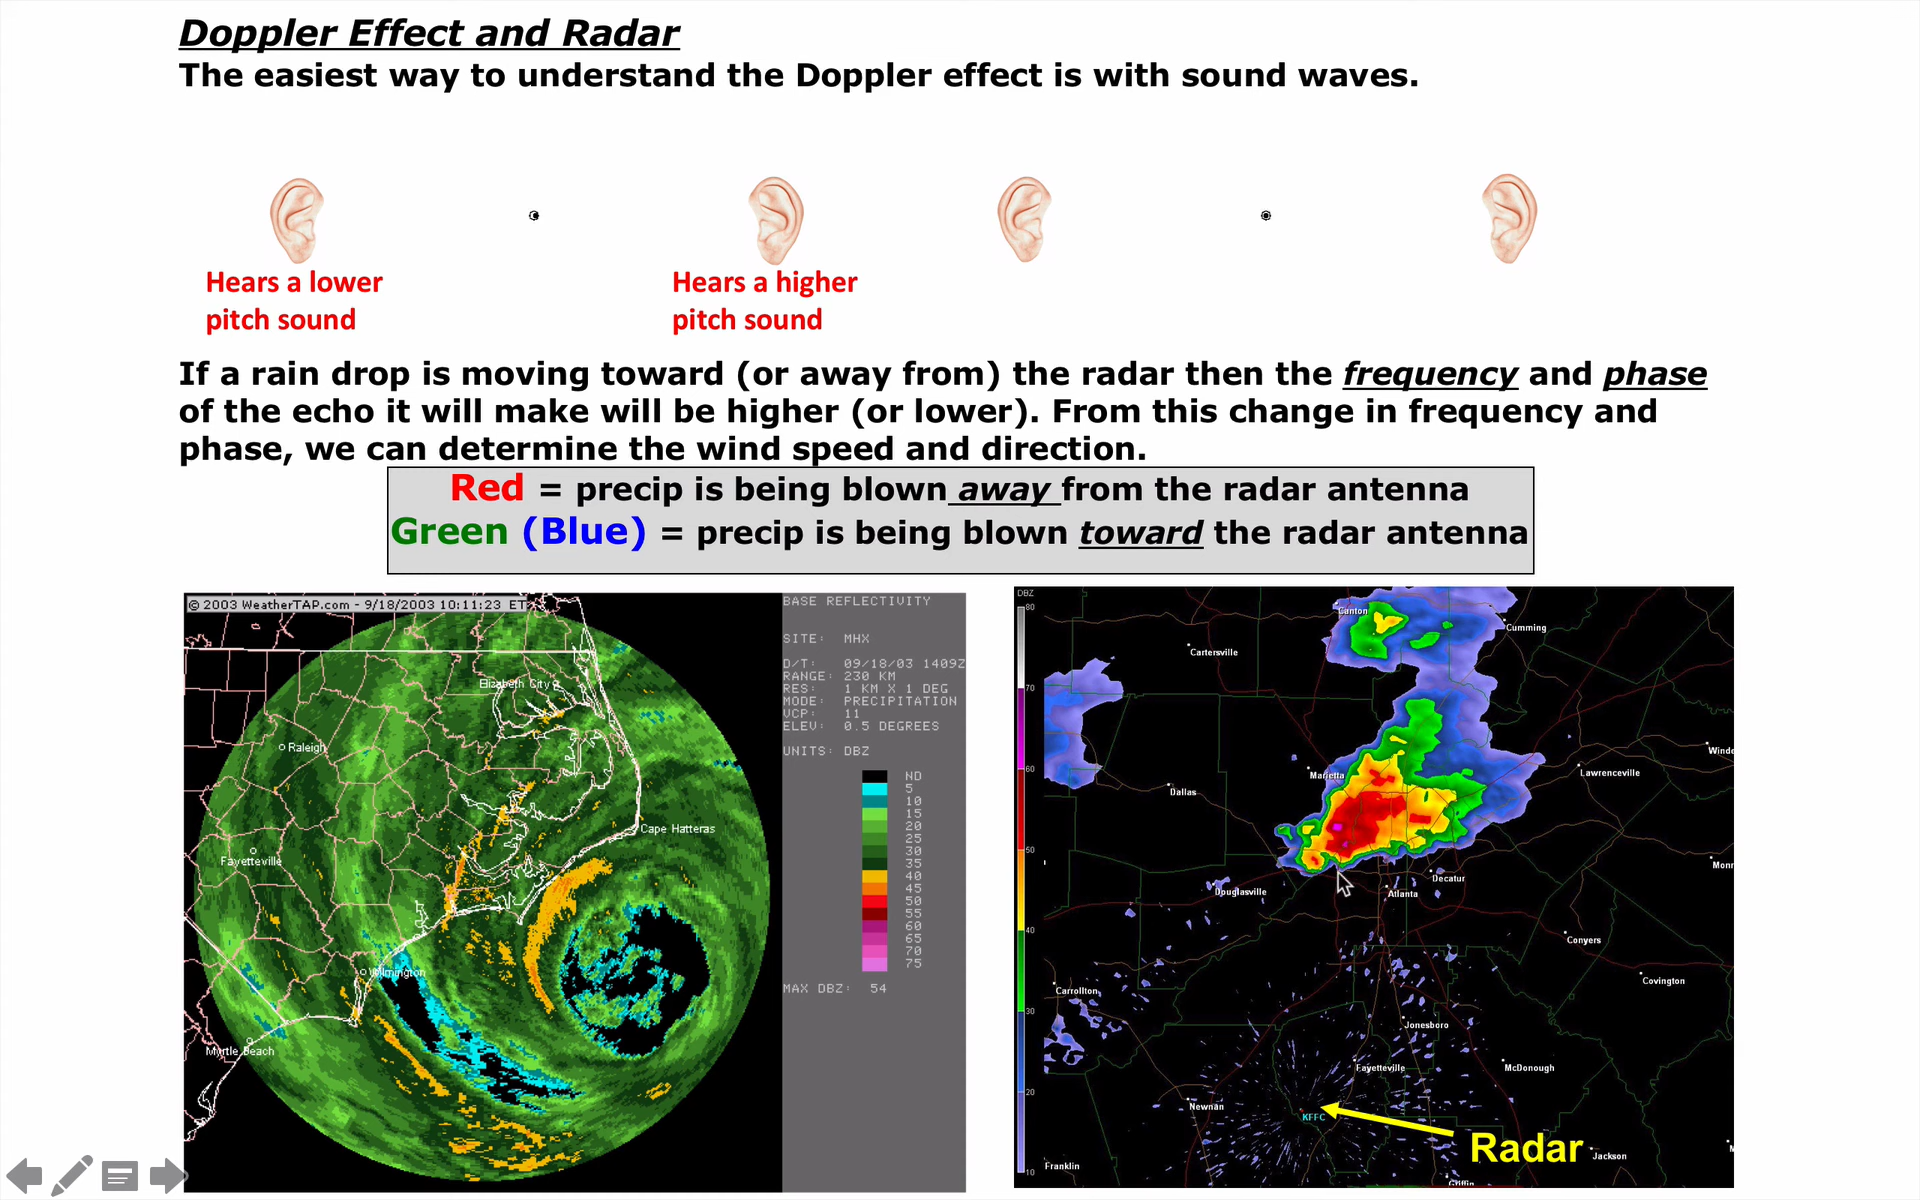 Doppler Effect and Radar
The easiest way to understand the Doppler effect is with sound waves.
Hears a lower
pitch sound
Hears a higher
pitch sound
If a rain drop is moving toward (or away from) the radar then the frequency and phase
of the echo it will make will be higher (or lower). From this change in frequency and
phase, we can determine the wind speed and direction.
Red = precip is being blown away from the radar antenna
Green (Blue) = precip is being blown toward the radar antenna
© 2003 WeatherTAP.com - 9/18/2003 10:11:23 ET
Elizabeth City
Raleigh
Cape Hatteras
Fayetteville
Wilmington
Myrtle Beach
BASE REFLECTIVITY
SITE: MHX
D/T: 09/18/03 1409Z
RANGE: 230 KM
RES: 1 KM X 1 DEG
MODE: PRECIPITATION
VCP: 11
ELEV: 0.5 DEGREES
UNITS: DBZ
ND
5
10
15
20
25
30
35
40
45
50
55
60
65
70
75
MAX DBZ: 54
DBZ
80
70
60
50
40
30
20
10
Canton
Cumming
Cartersville
Marietta
Lawrenceville
Dallas
Douglasville
Decatur
Atlanta
Conyers
Covington
Carrollton
Jonesboro
Fayetteville
McDonough
Newnan
KFFC
Radar
Jackson
Franklin